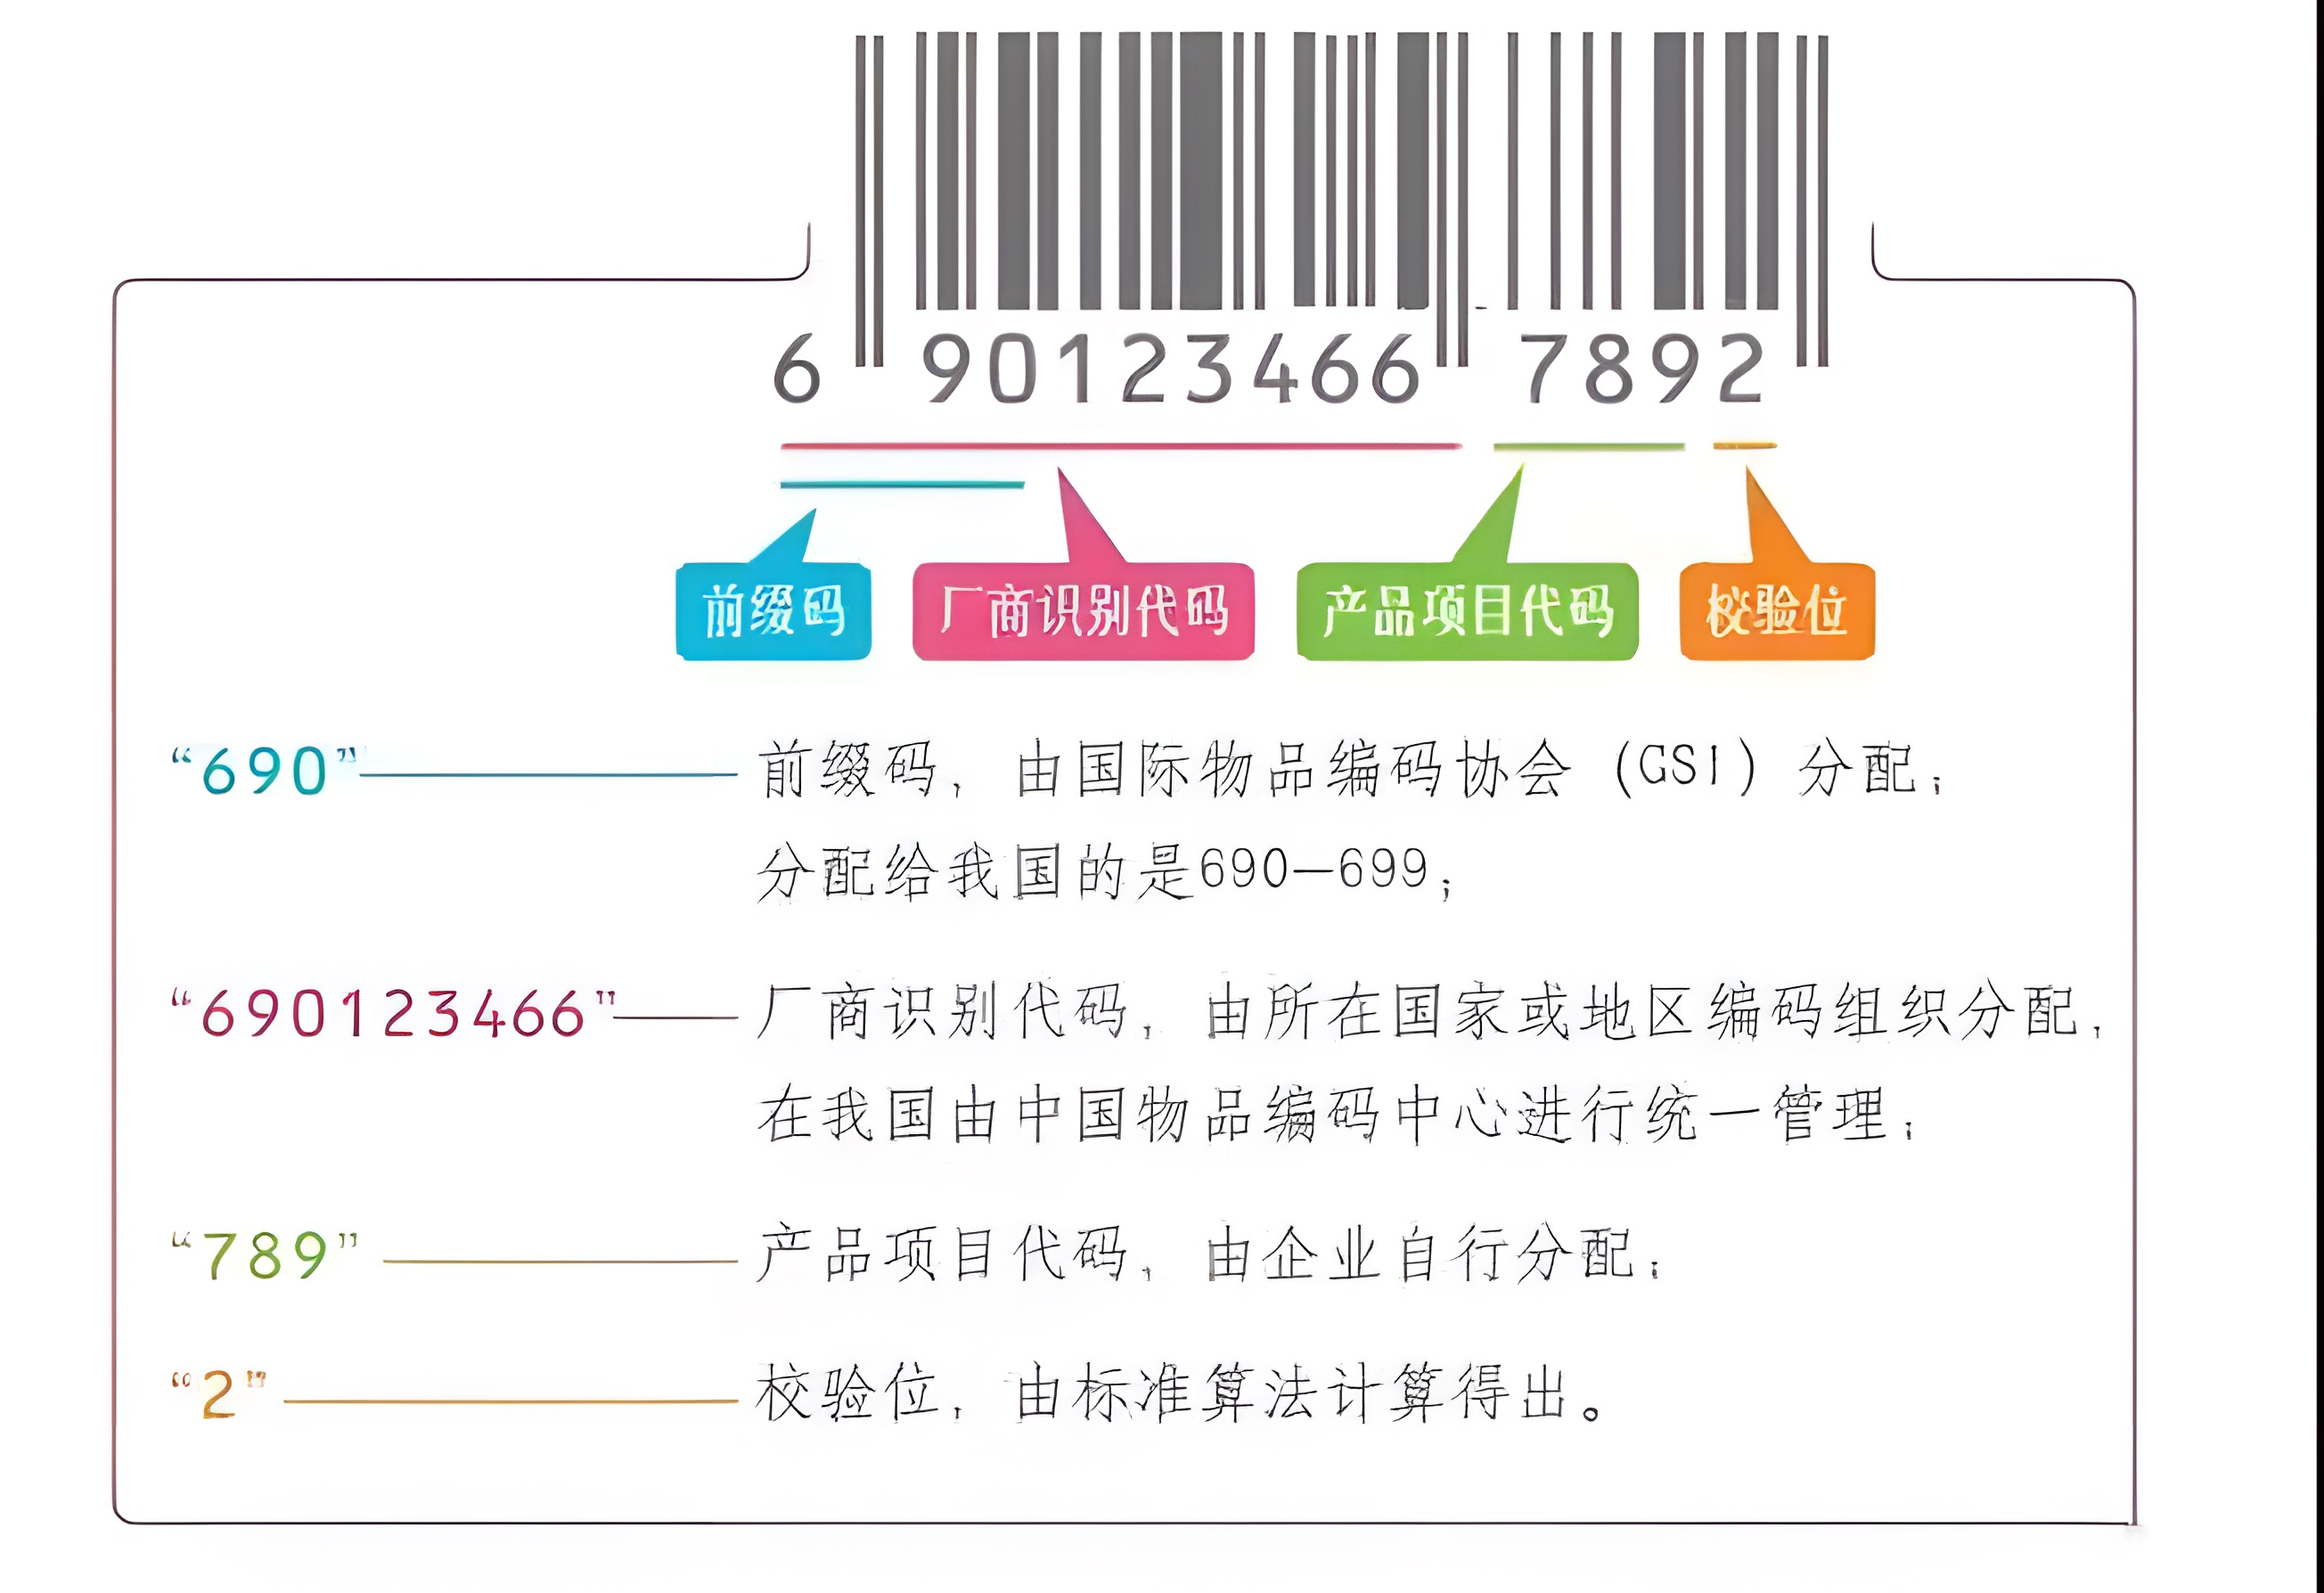 6 90123466 7892
前缀码 厂商识别代码 产品项目代码 校验位
“690” 前缀码，由国际物品编码协会（GSI）分配；
分配给我国的是690—699；
“690123466” 厂商识别代码，由所在国家或地区编码组织分配，
在我国由中国物品编码中心进行统一管理；
“789” 产品项目代码，由企业自行分配；
“2” 校验位，由标准算法计算得出。